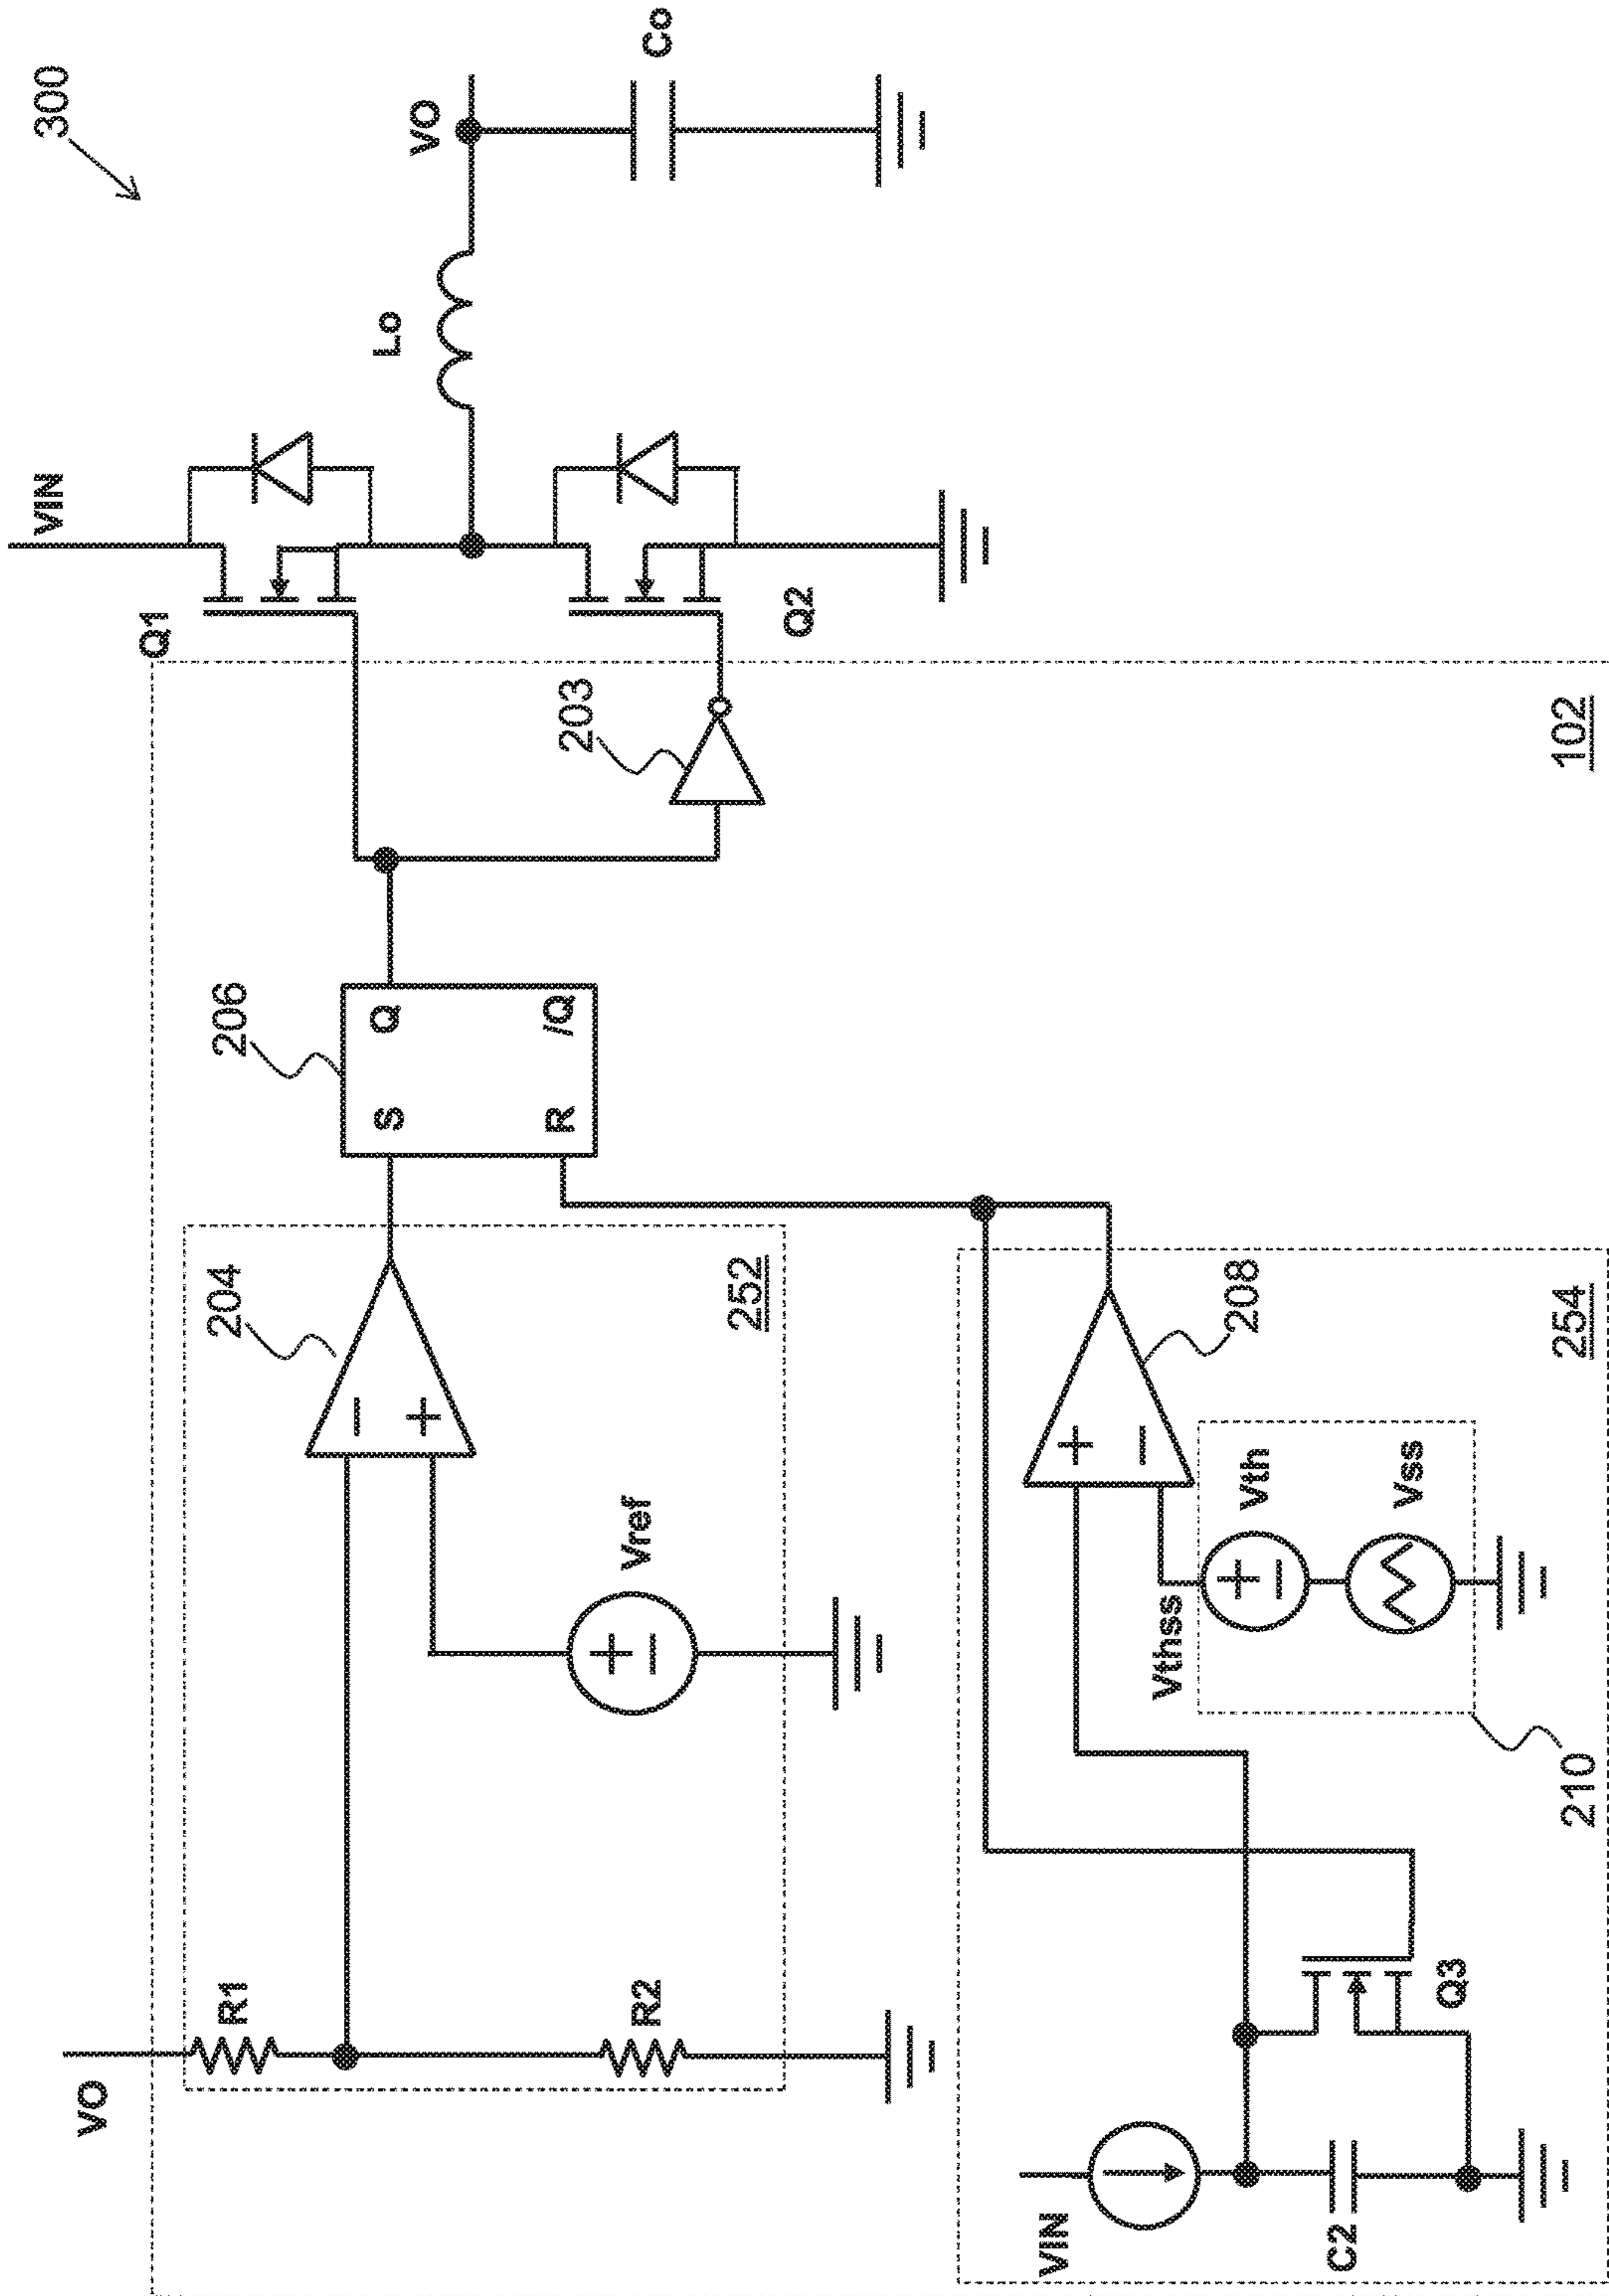 300
VIN
Q1
Lo
VO
Co
Q2
203
102
206
S
Q
R
/Q
204
−
+
252
VO
R1
R2
Vref
+
−
208
+
−
254
Vthss
Vth
+
−
Vss
210
VIN
C2
Q3